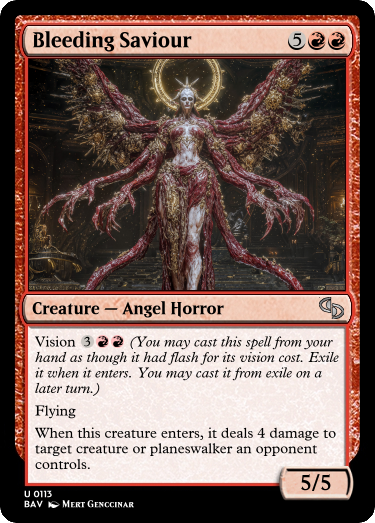 Bleeding Saviour 5
Creature — Angel Horror
Vision 3 (You may cast this spell from your
hand as though it had flash for its vision cost. Exile
it when it enters. You may cast it from exile on a
later turn.)
Flying
When this creature enters, it deals 4 damage to
target creature or planeswalker an opponent
controls.
5/5
U 0113
BAV Mert Genccinar